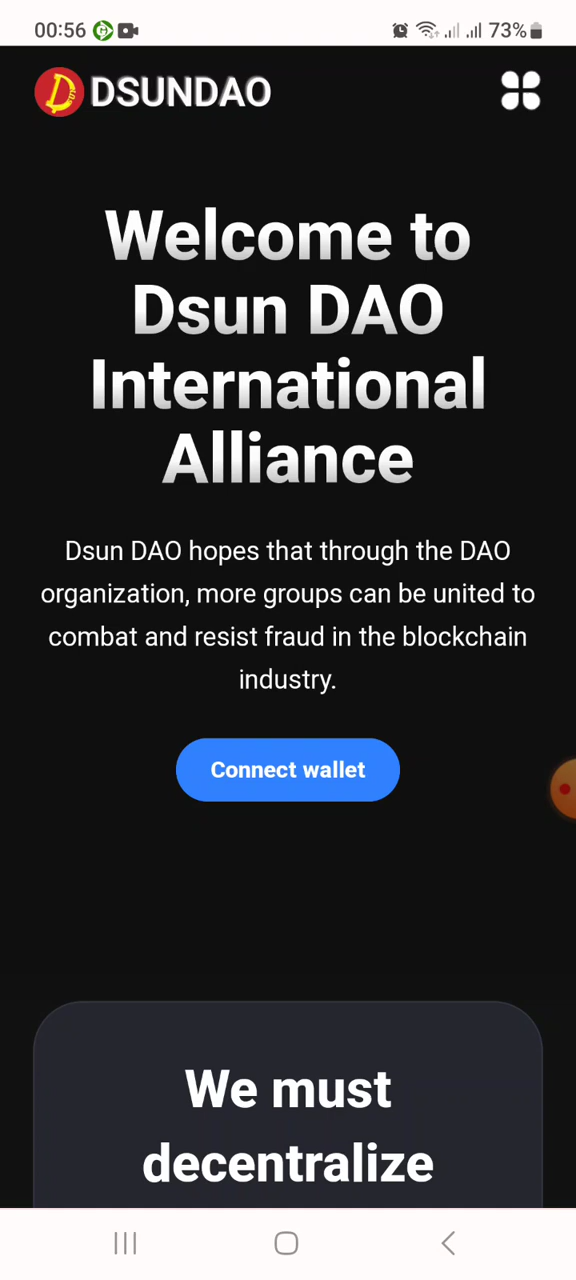 00:56
73%
DSUNDAO
Welcome to
Dsun DAO
International
Alliance
Dsun DAO hopes that through the DAO
organization, more groups can be united to
combat and resist fraud in the blockchain
industry.
Connect wallet
We must
decentralize